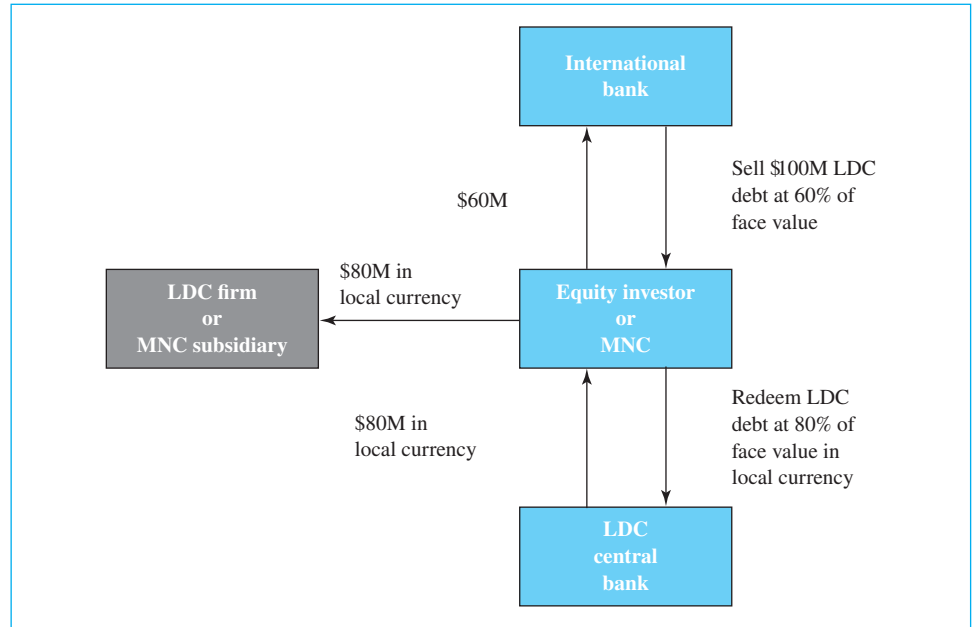 International
bank
Sell $100M LDC
debt at 60% of
face value
$60M
$80M in
local currency
LDC firm
or
MNC subsidiary
Equity investor
or
MNC
$80M in
local currency
Redeem LDC
debt at 80% of
face value in
local currency
LDC
central
bank